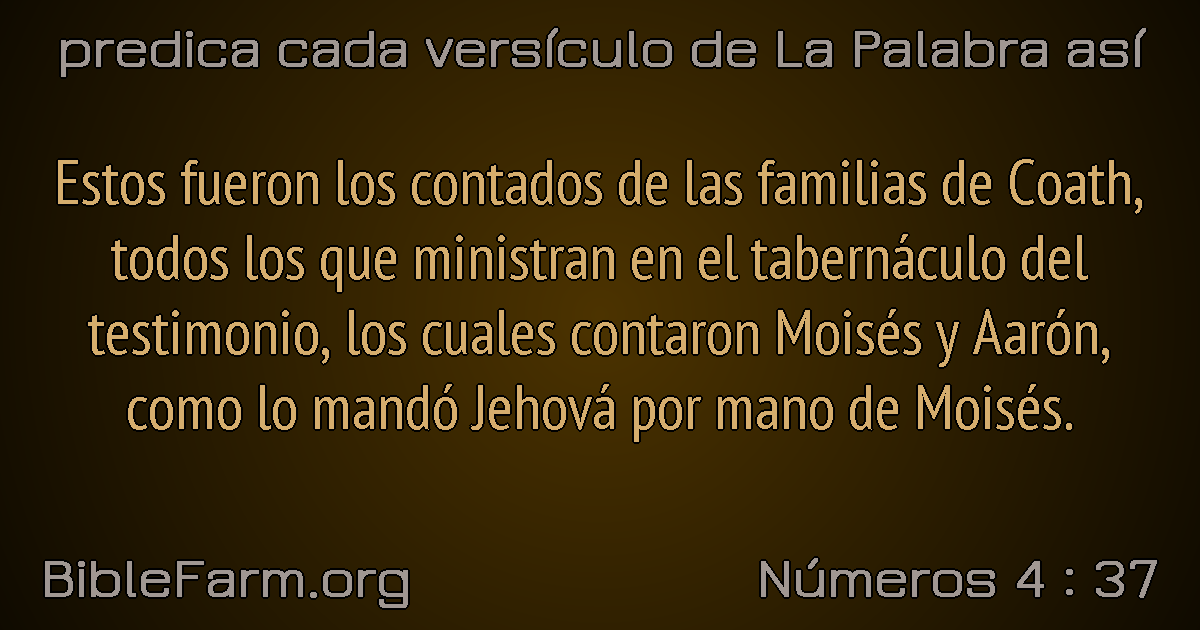 predica cada versículo de La Palabra así
Estos fueron los contados de las familias de Coath,
todos los que ministran en el tabernáculo del
testimonio, los cuales contaron Moisés y Aarón,
como lo mandó Jehová por mano de Moisés.
BibleFarm.org
Números 4 : 37